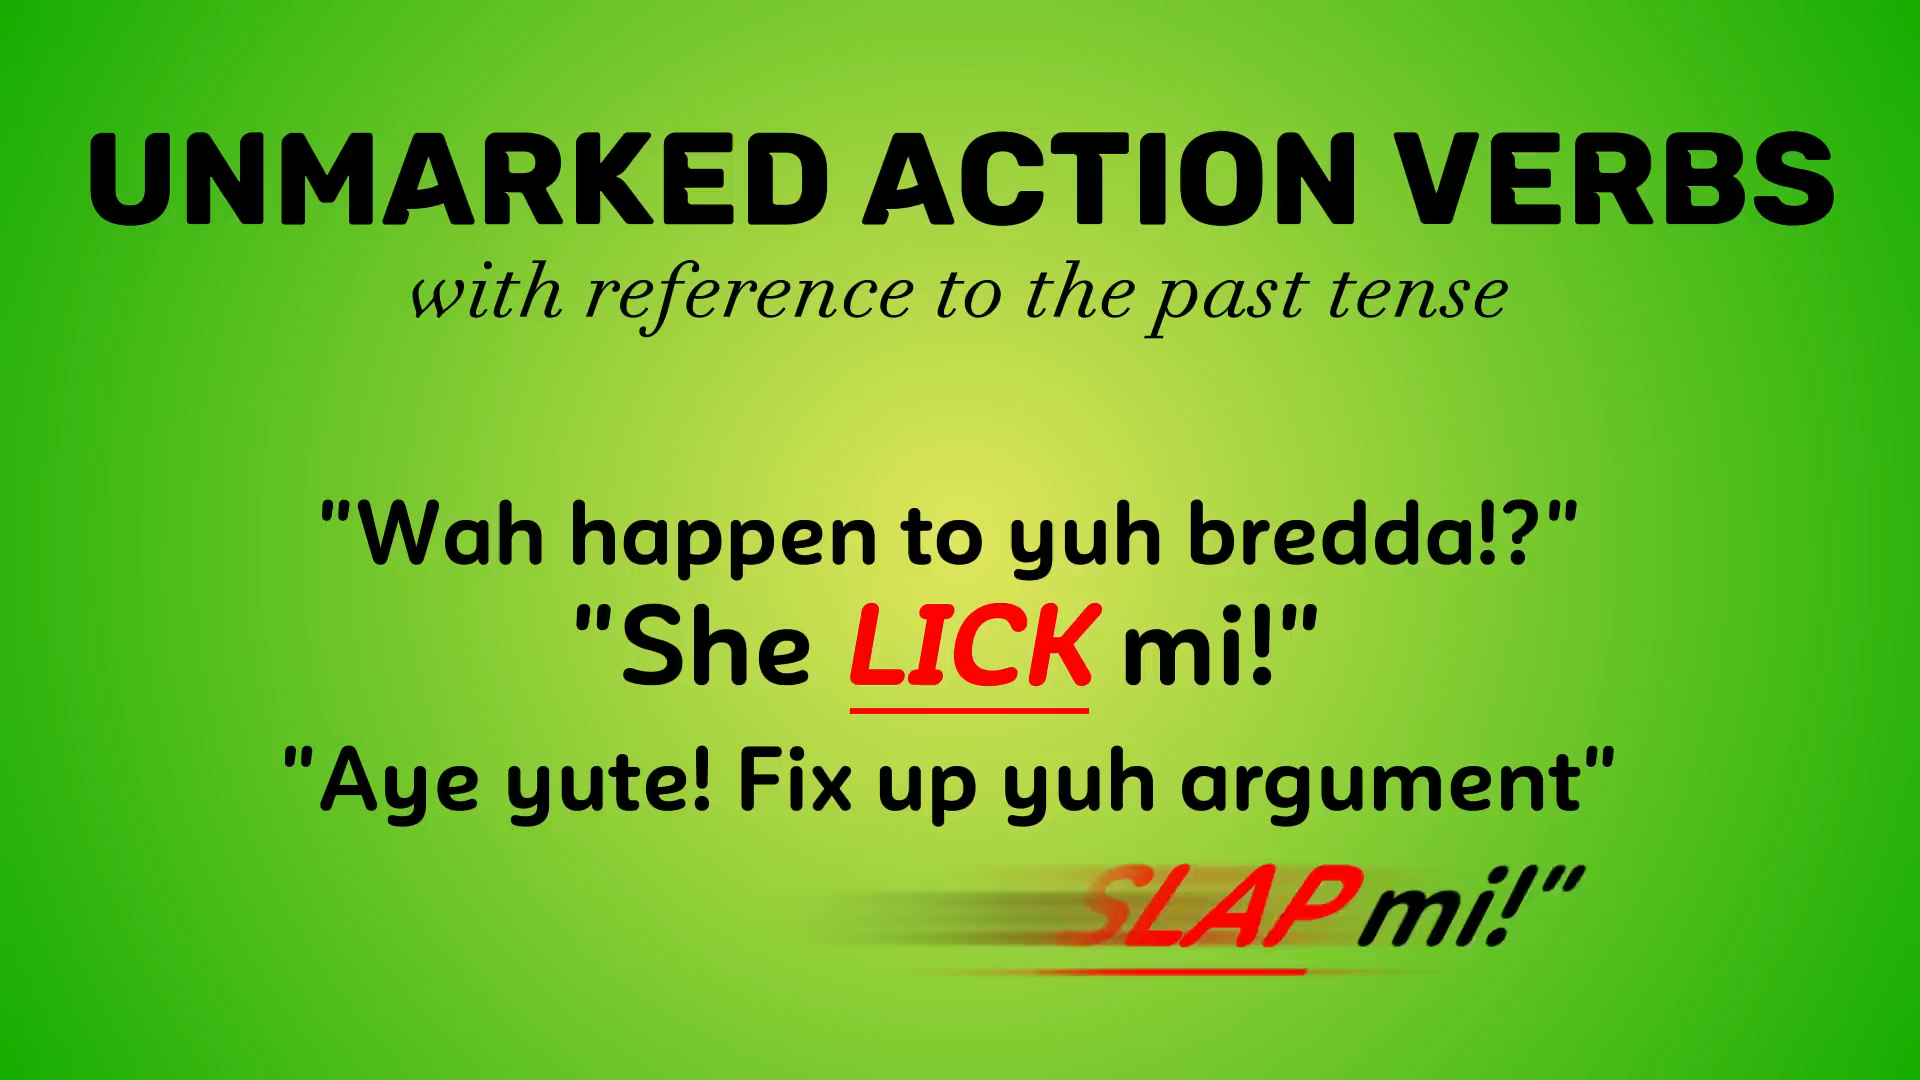 UNMARKED ACTION VERBS
with reference to the past tense
"Wah happen to yuh bredda!?"
"She LICK mi!"
"Aye yute! Fix up yuh argument"
SLAP mi!"